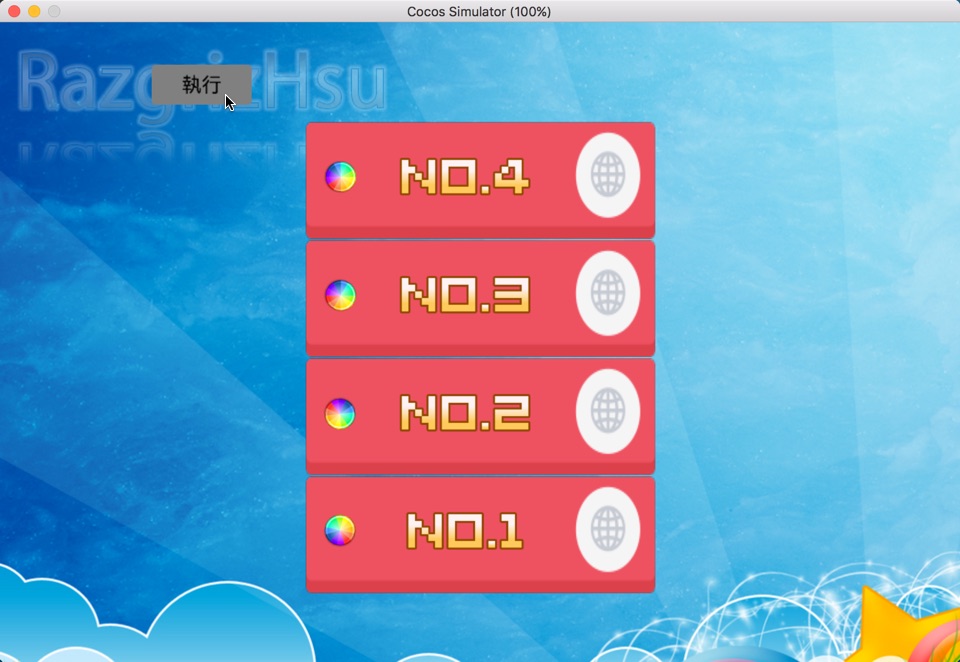 Cocos Simulator (100%)
RazgrizHsu
執行
NO.4
NO.3
NO.2
NO.1